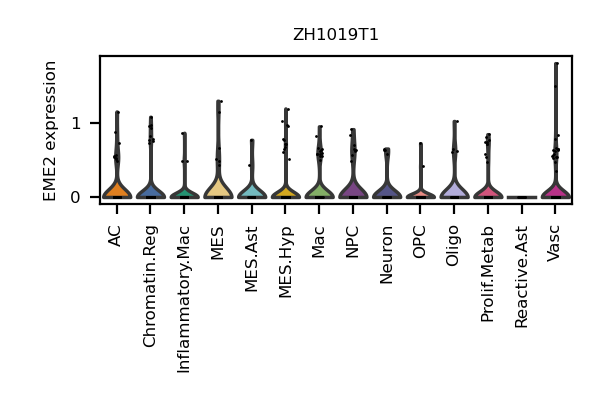 ZH1019T1
EME2 expression
1
0
AC
Chromatin.Reg
Inflammatory.Mac
MES
MES.Ast
MES.Hyp
Mac
NPC
Neuron
OPC
Oligo
Prolif.Metab
Reactive.Ast
Vasc